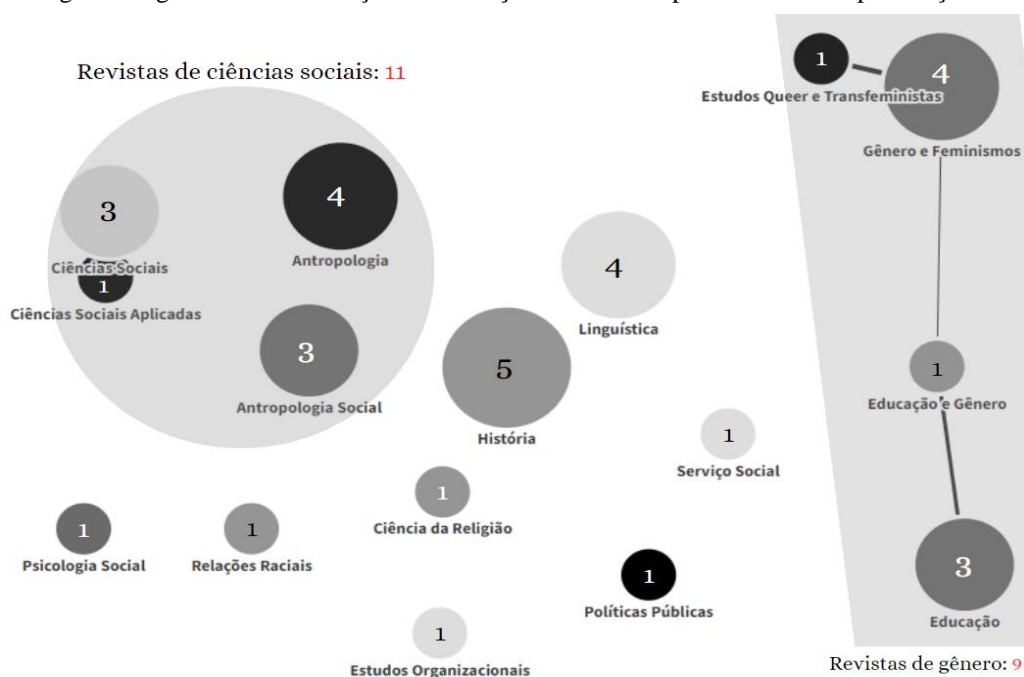 Revistas de ciências sociais: 11
1
4
Estudos Queer e Transfeministas
Gênero e Feminismos
3
4
Ciências Sociais
Antropologia
1
Ciências Sociais Aplicadas
4
Linguística
3
Antropologia Social
5
História
1
Educação e Gênero
1
Serviço Social
1
Ciência da Religião
1
Psicologia Social
1
Relações Raciais
1
Políticas Públicas
3
Educação
1
Estudos Organizacionais
Revistas de gênero: 9